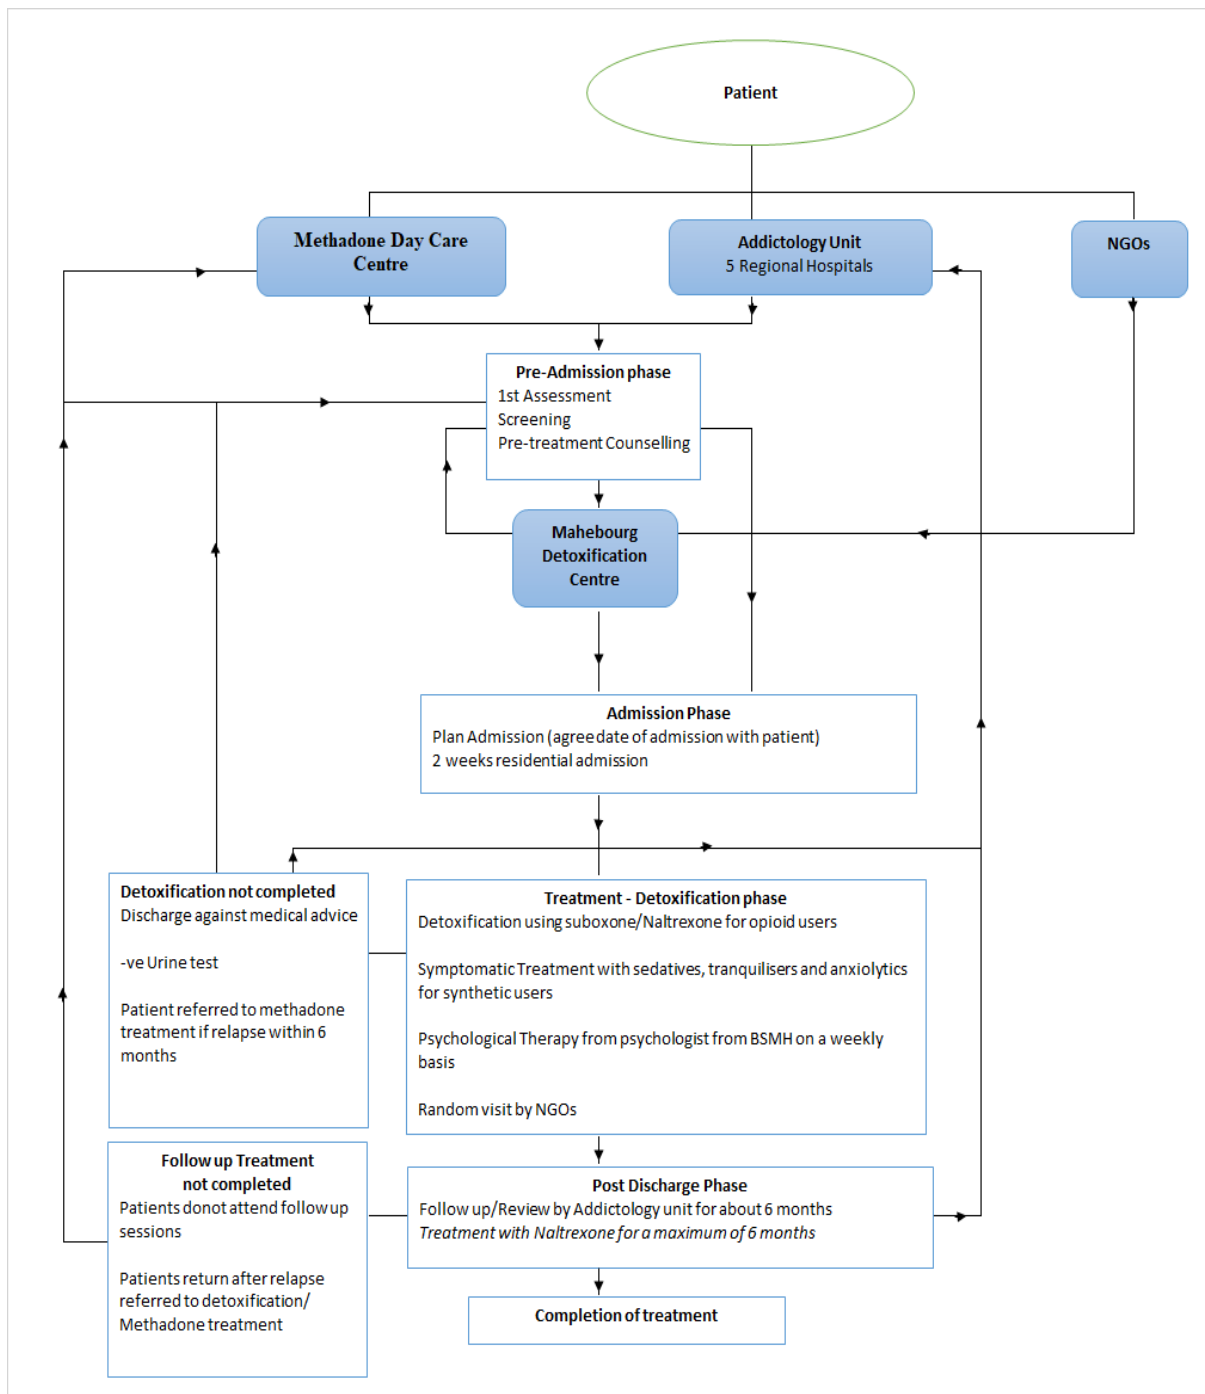 Patient
Methadone Day Care
Centre
Addictology Unit
5 Regional Hospitals
NGOs
Pre-Admission phase
1st Assessment
Screening
Pre-treatment Counselling
Mahebourg
Detoxification
Centre
Admission Phase
Plan Admission (agree date of admission with patient)
2 weeks residential admission
Detoxification not completed
Discharge against medical advice
-ve Urine test
Patient referred to methadone
treatment if relapse within 6
months
Treatment - Detoxification phase
Detoxification using suboxone/Naltrexone for opioid users
Symptomatic Treatment with sedatives, tranquilisers and anxiolytics
for synthetic users
Psychological Therapy from psychologist from BSMH on a weekly
basis
Random visit by NGOs
Follow up Treatment
not completed
Patients donot attend follow up
sessions
Patients return after relapse
referred to detoxification/
Methadone treatment
Post Discharge Phase
Follow up/Review by Addictology unit for about 6 months
Treatment with Naltrexone for a maximum of 6 months
Completion of treatment